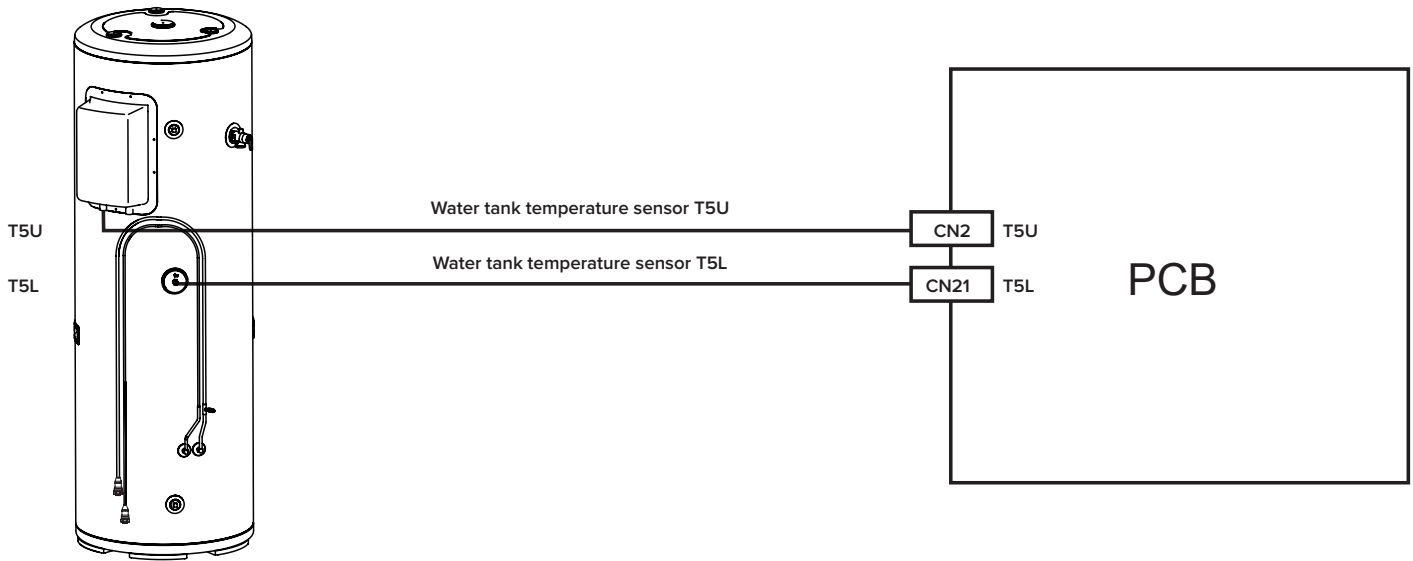 Water tank temperature sensor T5U
T5U
CN2
T5U
Water tank temperature sensor T5L
T5L
CN21
T5L
PCB